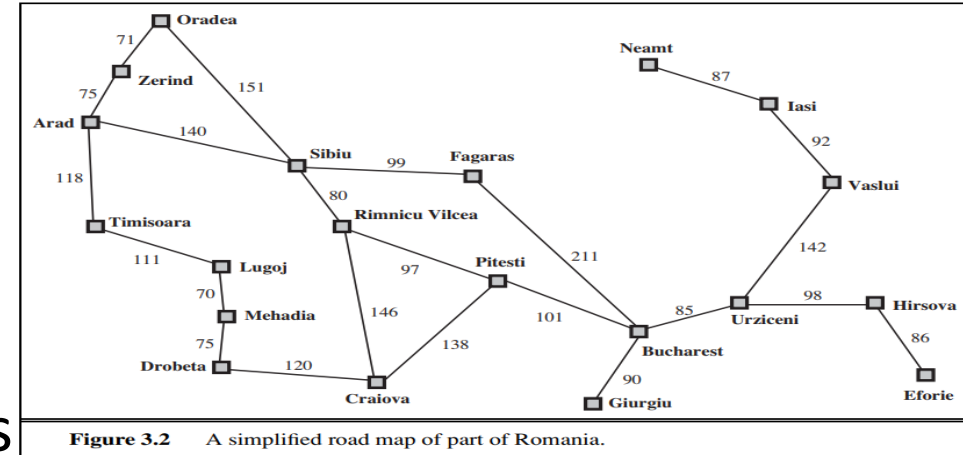 Oradea
Neamt
71
87
Zerind
151
Iasi
75
Arad
140
92
Sibiu
99
Fagaras
118
Vaslui
80
Timisoara
Rimnicu Vilcea
142
111
Lugoj
97
Pitesti
211
70
98
Hirsova
Mehadia
146
101
85
Urziceni
86
75
138
Bucharest
Drobeta
120
90
Eforie
Craiova
Giurgiu
S
Figure 3.2 A simplified road map of part of Romania.